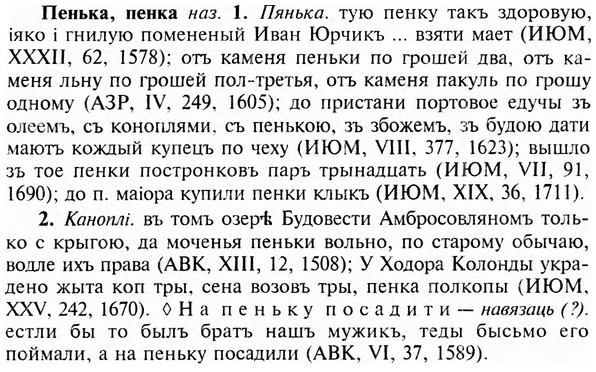 Пенька, пенка наз. 1. Пянька. тую пенку такъ здоровую,
іяко і гнилую помененый Иван Юрчикъ ... взяти мает (ИЮМ,
XXXII, 62, 1578); отъ каменя пеньки по грошей два, отъ ка-
меня льну по грошей пол-третья, отъ каменя пакуль по грошу
одному (АЗР, IV, 249, 1605); до пристани портовое едучы зъ
олеемъ, съ коноплями, съ пенькою, зъ збожемъ, зъ будою дати
маютъ кождый купецъ по чеху (ИЮМ, VIII, 377, 1623); вышло
зъ тое пенки постронковъ паръ трынадцать (ИЮМ, VII, 91,
1690); до п. маіора купили пенки клыкъ (ИЮМ, XIX, 36, 1711).
2. Каноплі. въ томъ озерѣ Будовести Амбросовляномъ толь-
ко с крыгою, да моченья пеньки вольно, по старому обычаю,
водле ихъ права (АВК, XIII, 12, 1508); У Ходора Колонды укра-
дено жыта коп тры, сена возовъ тры, пенка полкопы (ИЮМ,
XXV, 242, 1670). ◊ На пеньку посадити — навязаць (?).
естли бы то былъ братъ нашъ мужикъ, теды бысьмо его
поймали, а на пеньку посадили (АВК, VI, 37, 1589).